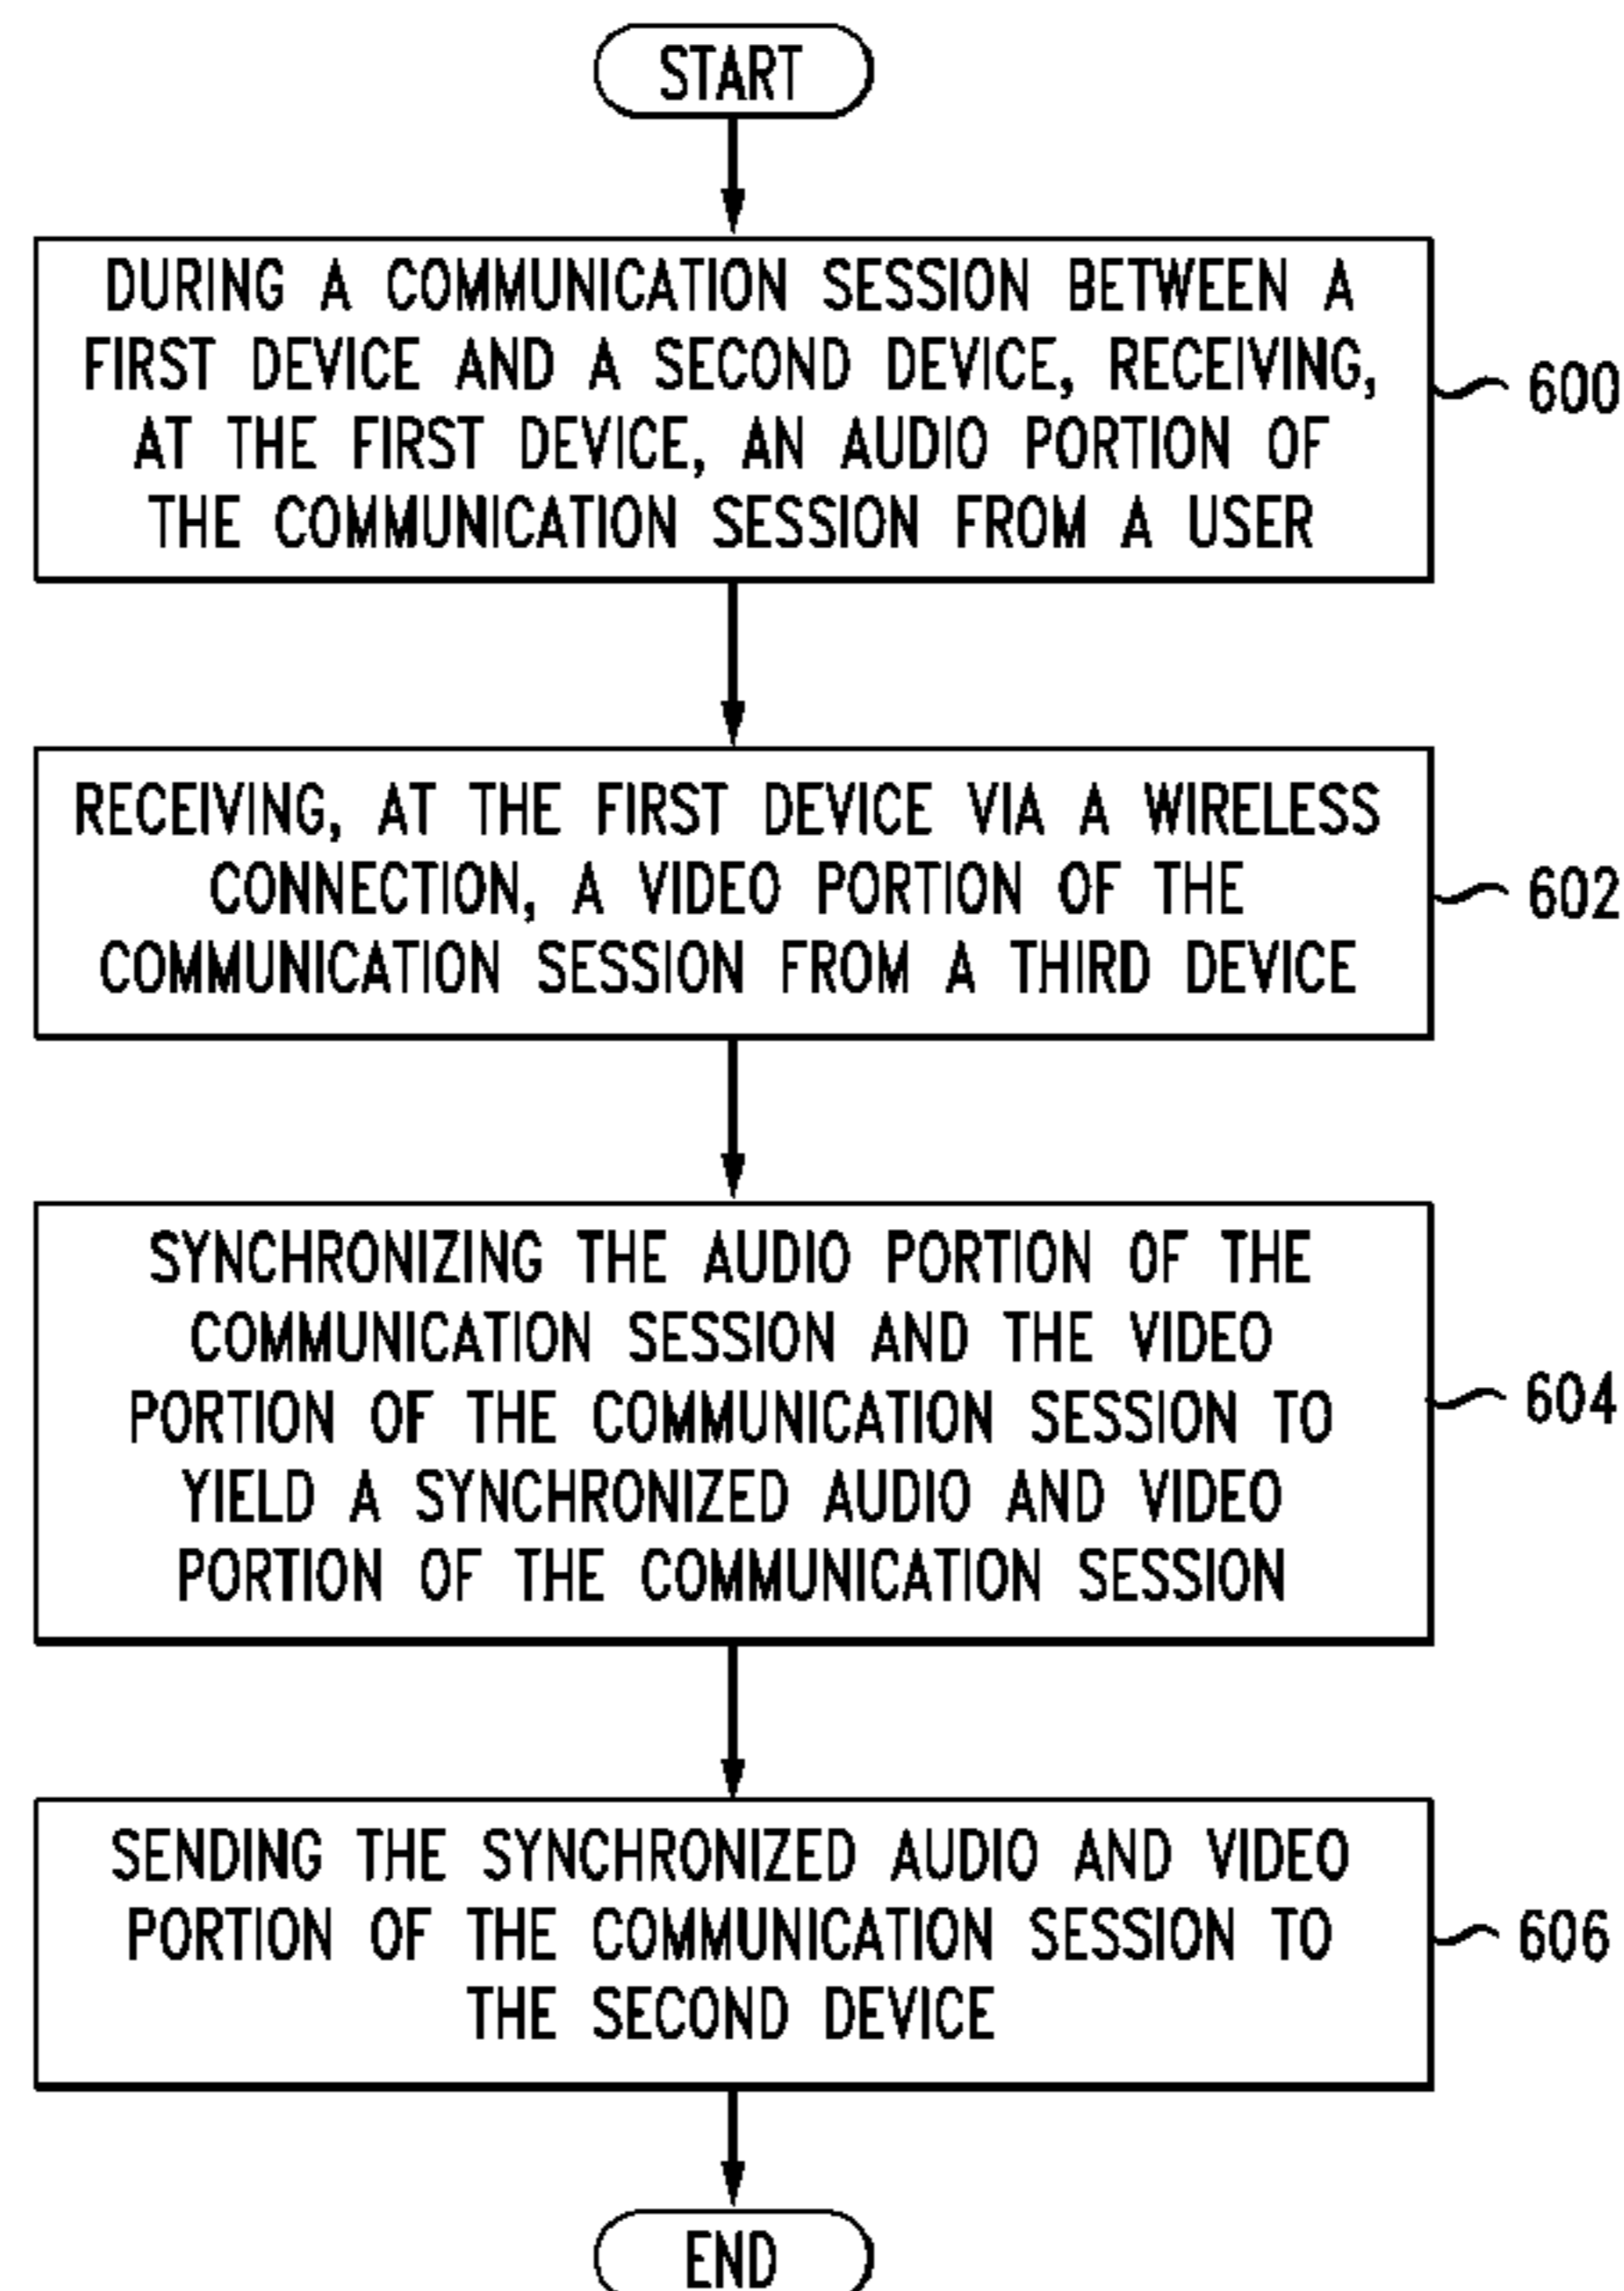 START
DURING A COMMUNICATION SESSION BETWEEN A
FIRST DEVICE AND A SECOND DEVICE, RECEIVING,
AT THE FIRST DEVICE, AN AUDIO PORTION OF
THE COMMUNICATION SESSION FROM A USER
600
RECEIVING, AT THE FIRST DEVICE VIA A WIRELESS
CONNECTION, A VIDEO PORTION OF THE
COMMUNICATION SESSION FROM A THIRD DEVICE
602
SYNCHRONIZING THE AUDIO PORTION OF THE
COMMUNICATION SESSION AND THE VIDEO
PORTION OF THE COMMUNICATION SESSION TO
YIELD A SYNCHRONIZED AUDIO AND VIDEO
PORTION OF THE COMMUNICATION SESSION
604
SENDING THE SYNCHRONIZED AUDIO AND VIDEO
PORTION OF THE COMMUNICATION SESSION TO
THE SECOND DEVICE
606
END